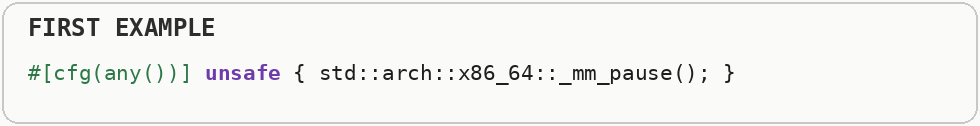 FIRST EXAMPLE
#[cfg(any())] unsafe { std::arch::x86_64::_mm_pause(); }